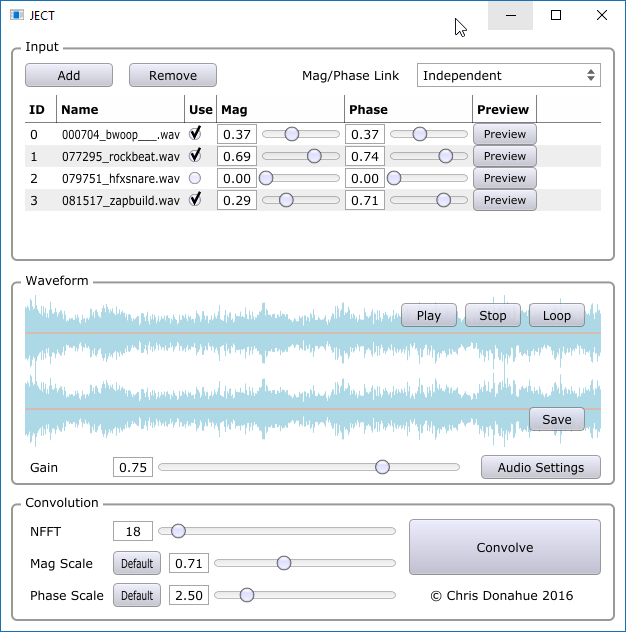 JECT
Input
Add Remove Mag/Phase Link Independent
ID Name Use Mag Phase Preview
0 000704_bwoop___.wav 0.37 0.37 Preview
1 077295_rockbeat.wav 0.69 0.74 Preview
2 079751_hfxsnare.wav 0.00 0.00 Preview
3 081517_zapbuild.wav 0.29 0.71 Preview
Waveform
Play Stop Loop
Save
Gain 0.75 Audio Settings
Convolution
NFFT 18
Convolve
Mag Scale Default 0.71
Phase Scale Default 2.50 © Chris Donahue 2016